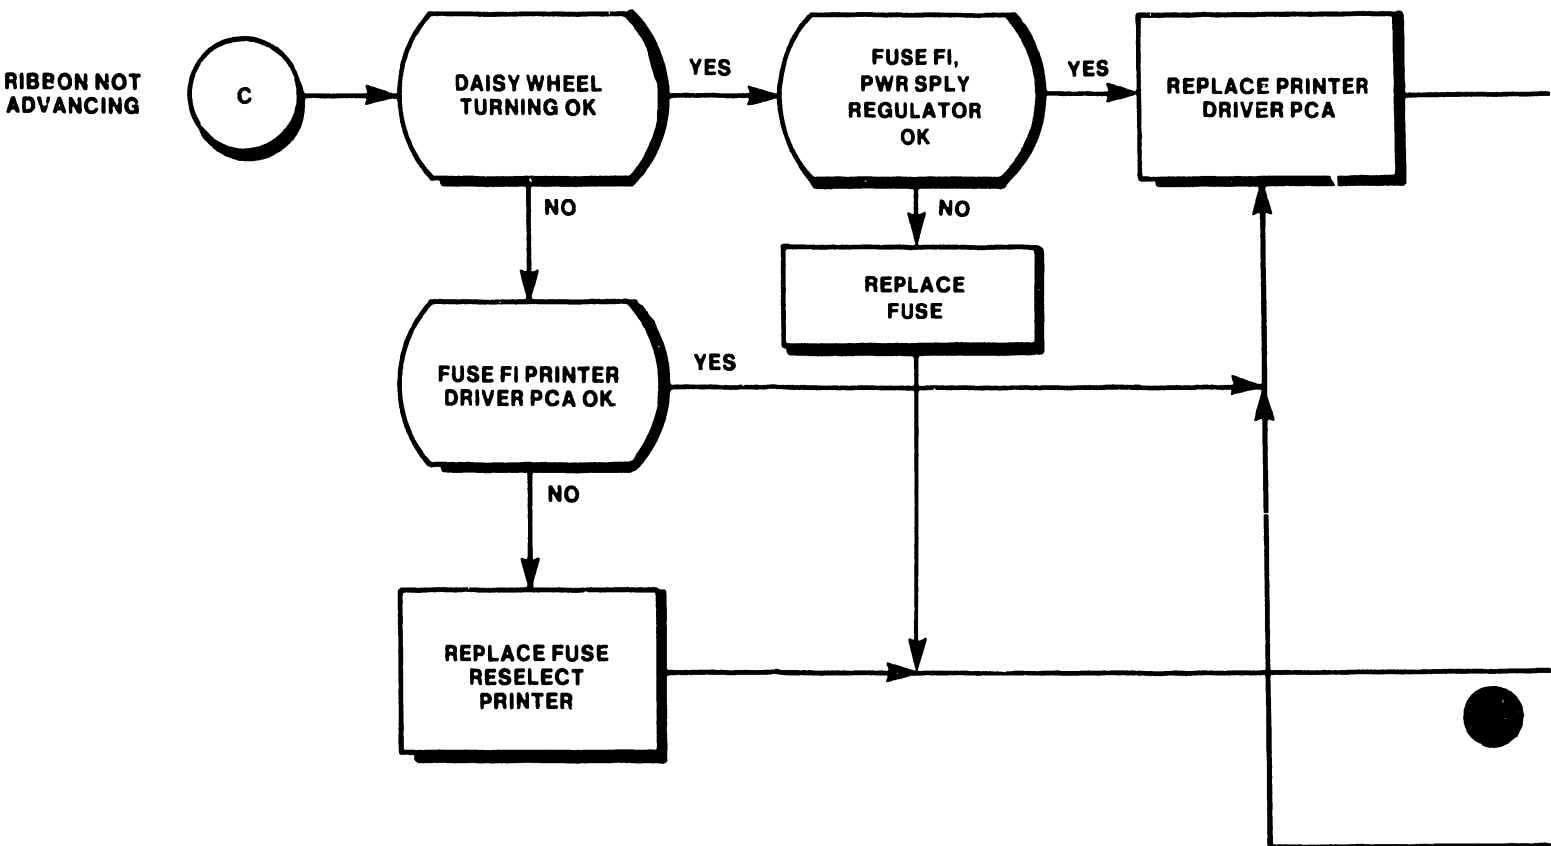 RIBBON NOT
ADVANCING
C
DAISY WHEEL
TURNING OK
YES
FUSE FI,
PWR SPLY
REGULATOR
OK
YES
REPLACE PRINTER
DRIVER PCA
NO
NO
REPLACE
FUSE
FUSE FI PRINTER
DRIVER PCA OK
YES
NO
REPLACE FUSE
RESELECT
PRINTER